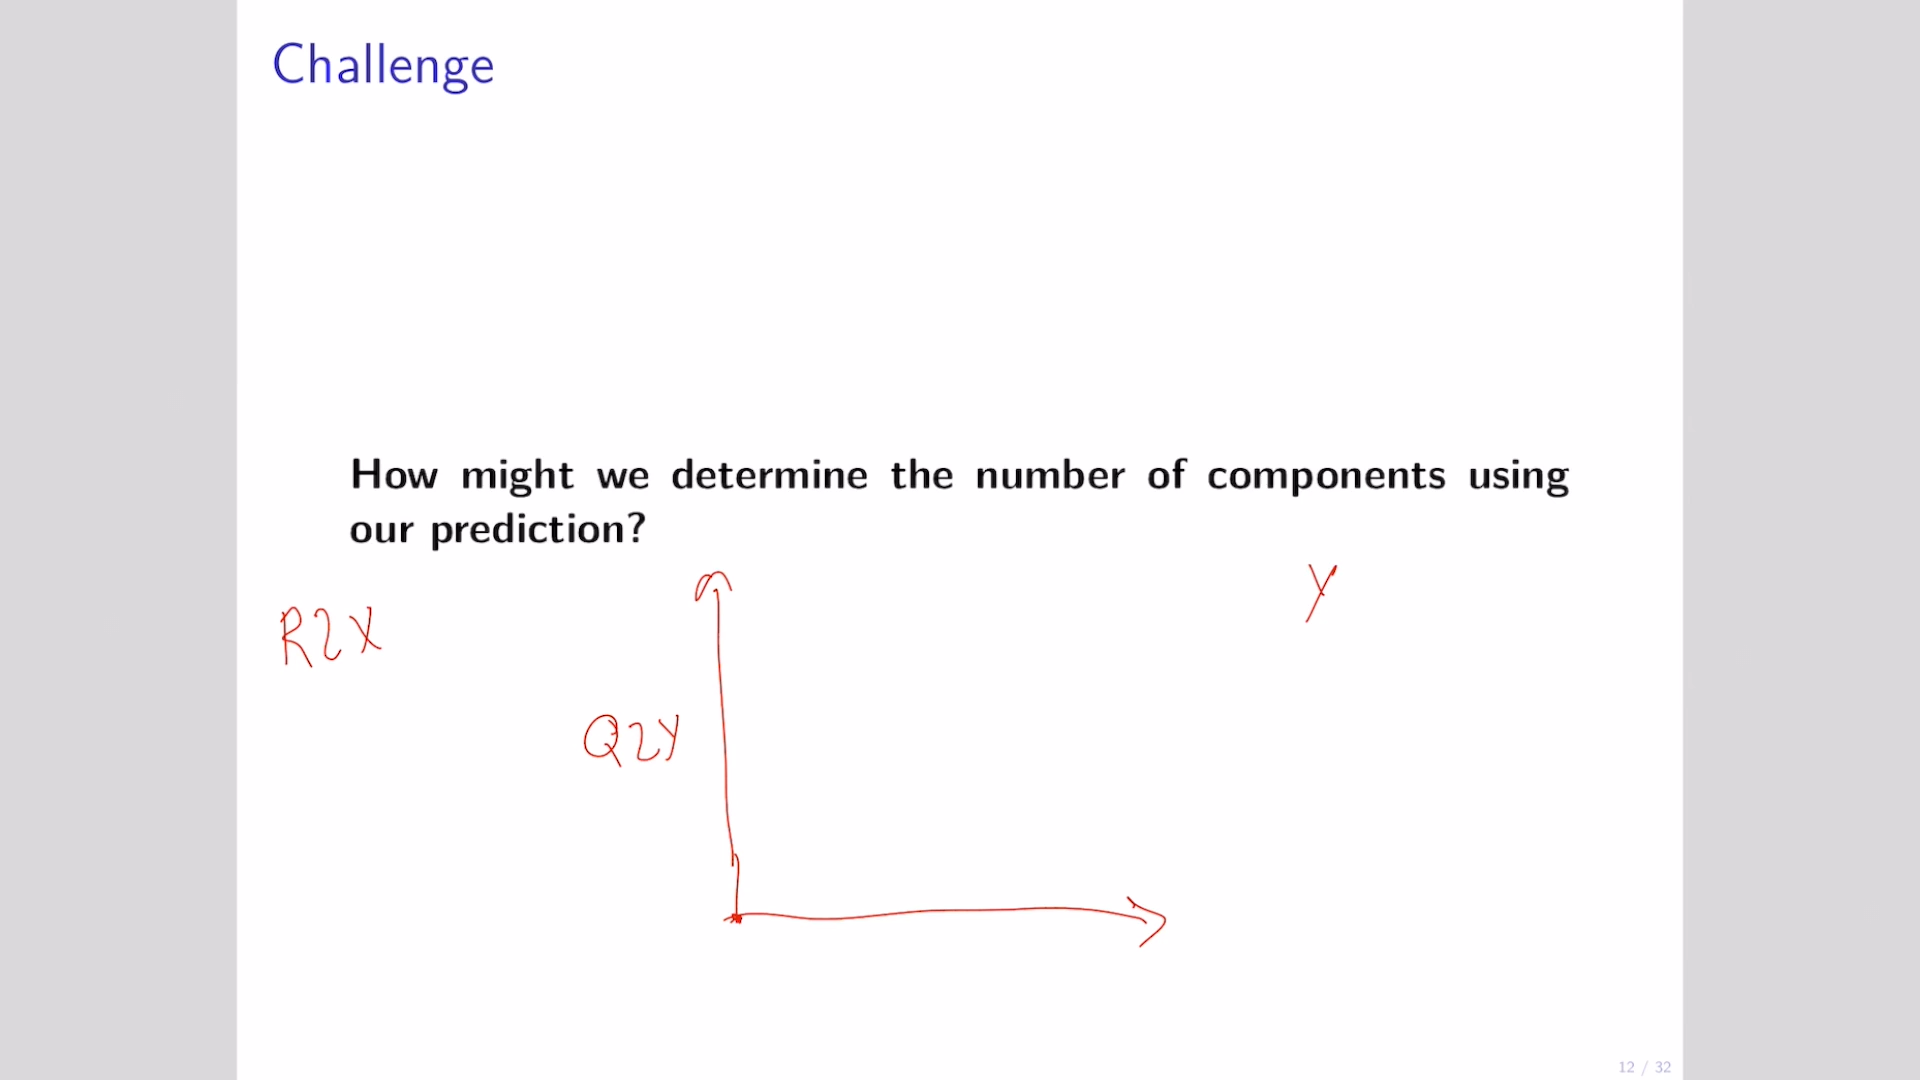 Challenge
How might we determine the number of components using
our prediction?
Y
R2X
Q2Y
12 / 32